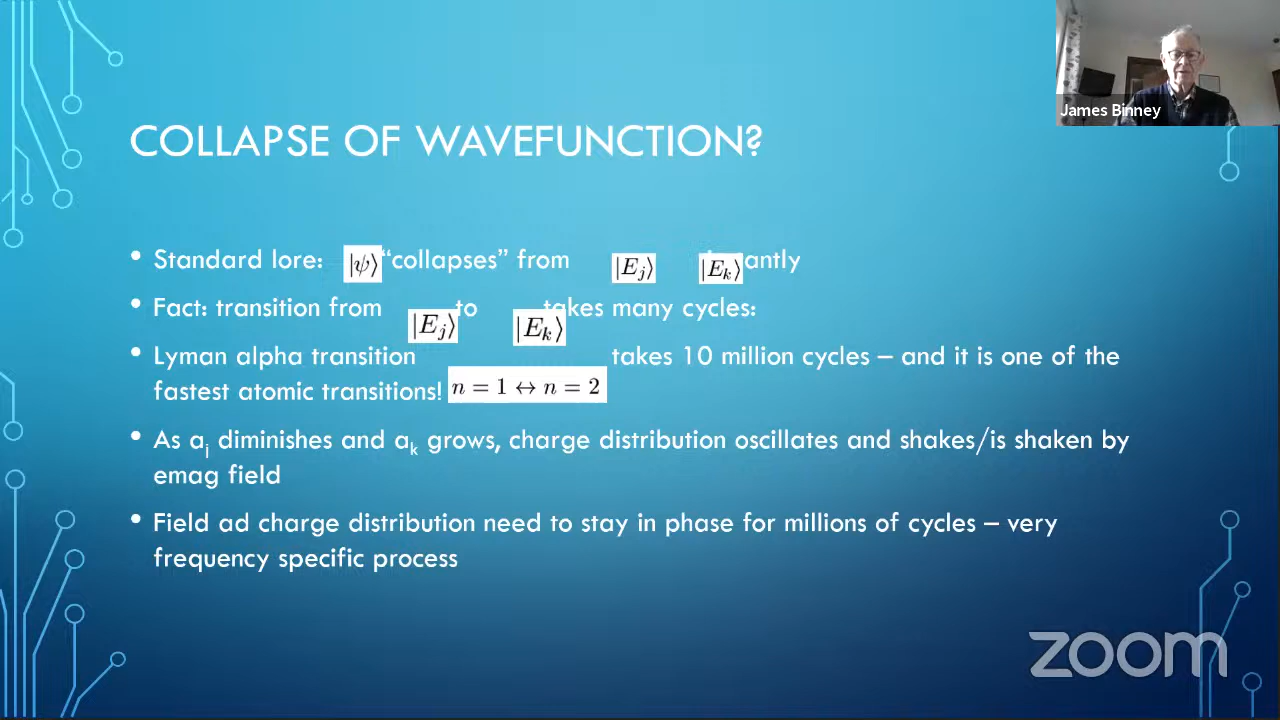 James Binney
COLLAPSE OF WAVEFUNCTION?
• Standard lore: |ψ⟩ “collapses” from |E_j⟩ |E_k⟩ antly
• Fact: transition from |E_j⟩ to |E_k⟩ takes many cycles:
• Lyman alpha transition takes 10 million cycles – and it is one of the
fastest atomic transitions! n = 1 ↔ n = 2
• As a_j diminishes and a_k grows, charge distribution oscillates and shakes/is shaken by
emag field
• Field ad charge distribution need to stay in phase for millions of cycles – very
frequency specific process
zoom